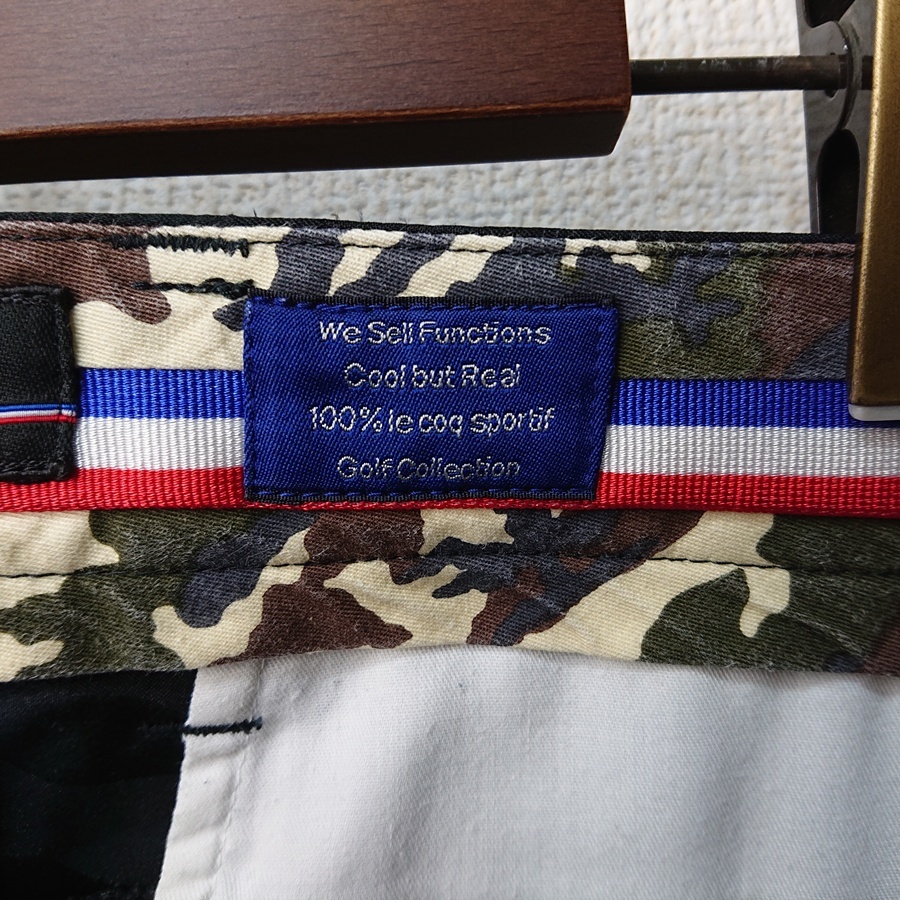 We Sell Functions
Cool but Real
100% le coq sportif
Golf Collection